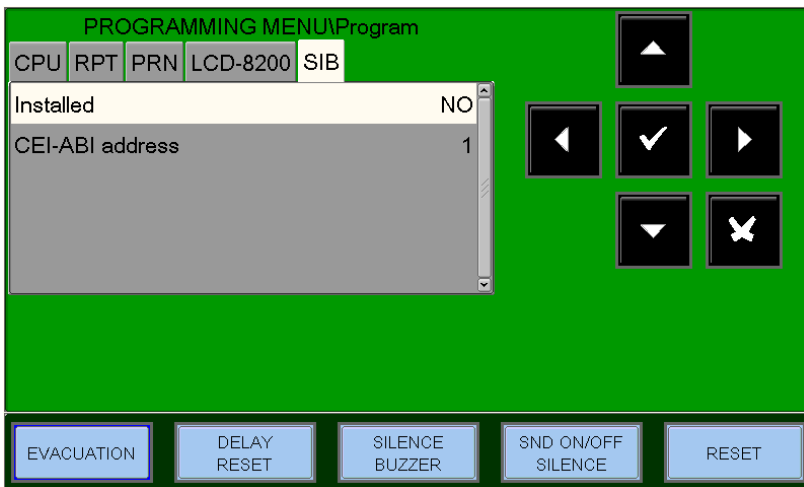 PROGRAMMING MENU\Program
CPU RPT PRN LCD-8200 SIB
Installed NO
CEI-ABI address 1
EVACUATION
DELAY
RESET
SILENCE
BUZZER
SND ON/OFF
SILENCE
RESET